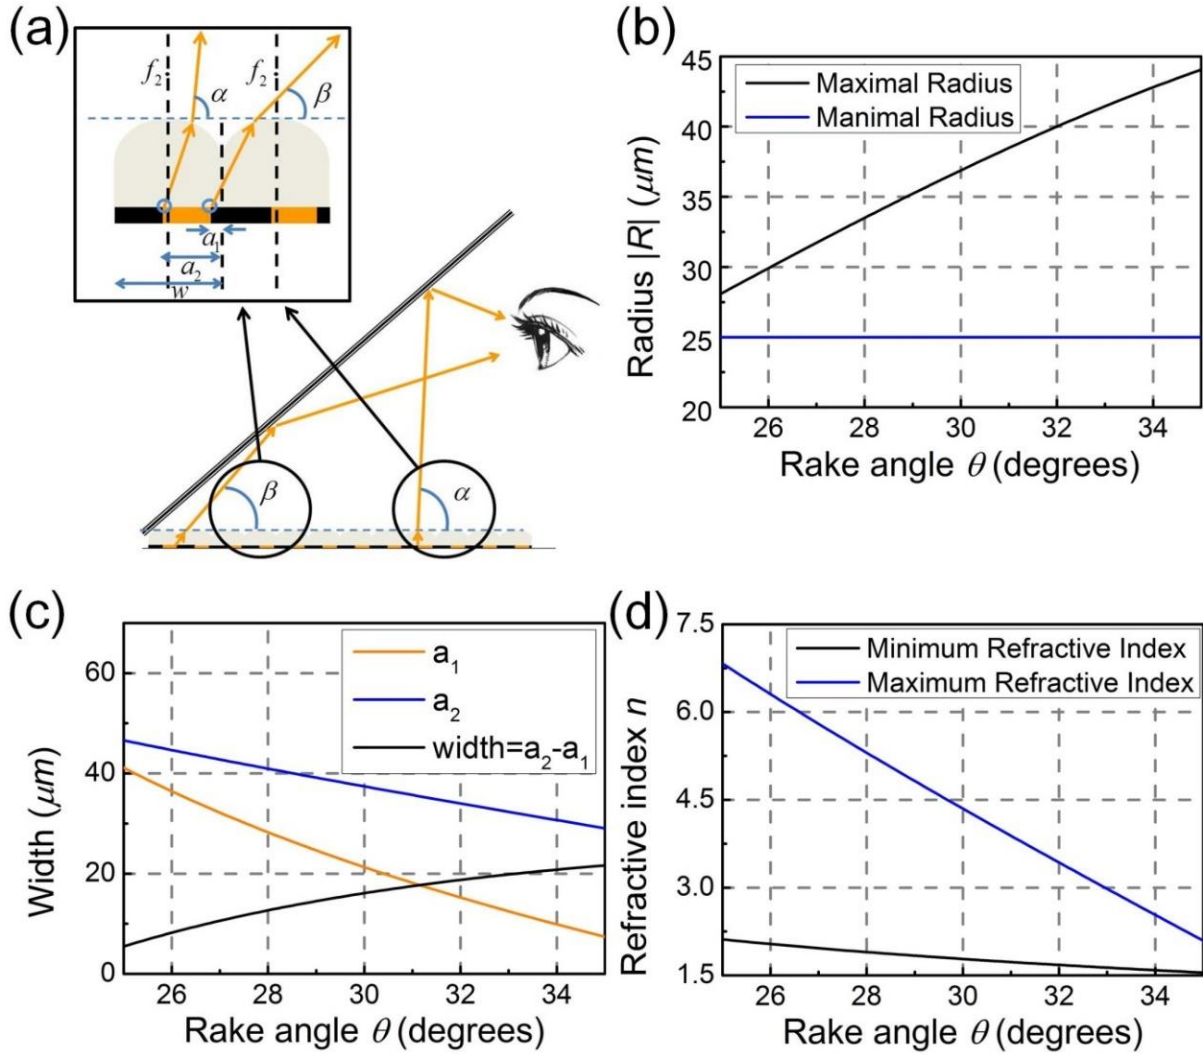 (a)
f₂
α
f₂
β
a₁
a₂
w
β
α
(b)
Maximal Radius
Manimal Radius
45
40
35
30
25
20
Radius |R| (μm)
26 28 30 32 34
Rake angle θ (degrees)
(c)
a₁
a₂
width=a₂-a₁
60
40
20
0
Width (μm)
26 28 30 32 34
Rake angle θ (degrees)
(d)
Minimum Refractive Index
Maximum Refractive Index
7.5
6.0
4.5
3.0
1.5
Refractive index n
26 28 30 32 34
Rake angle θ (degrees)